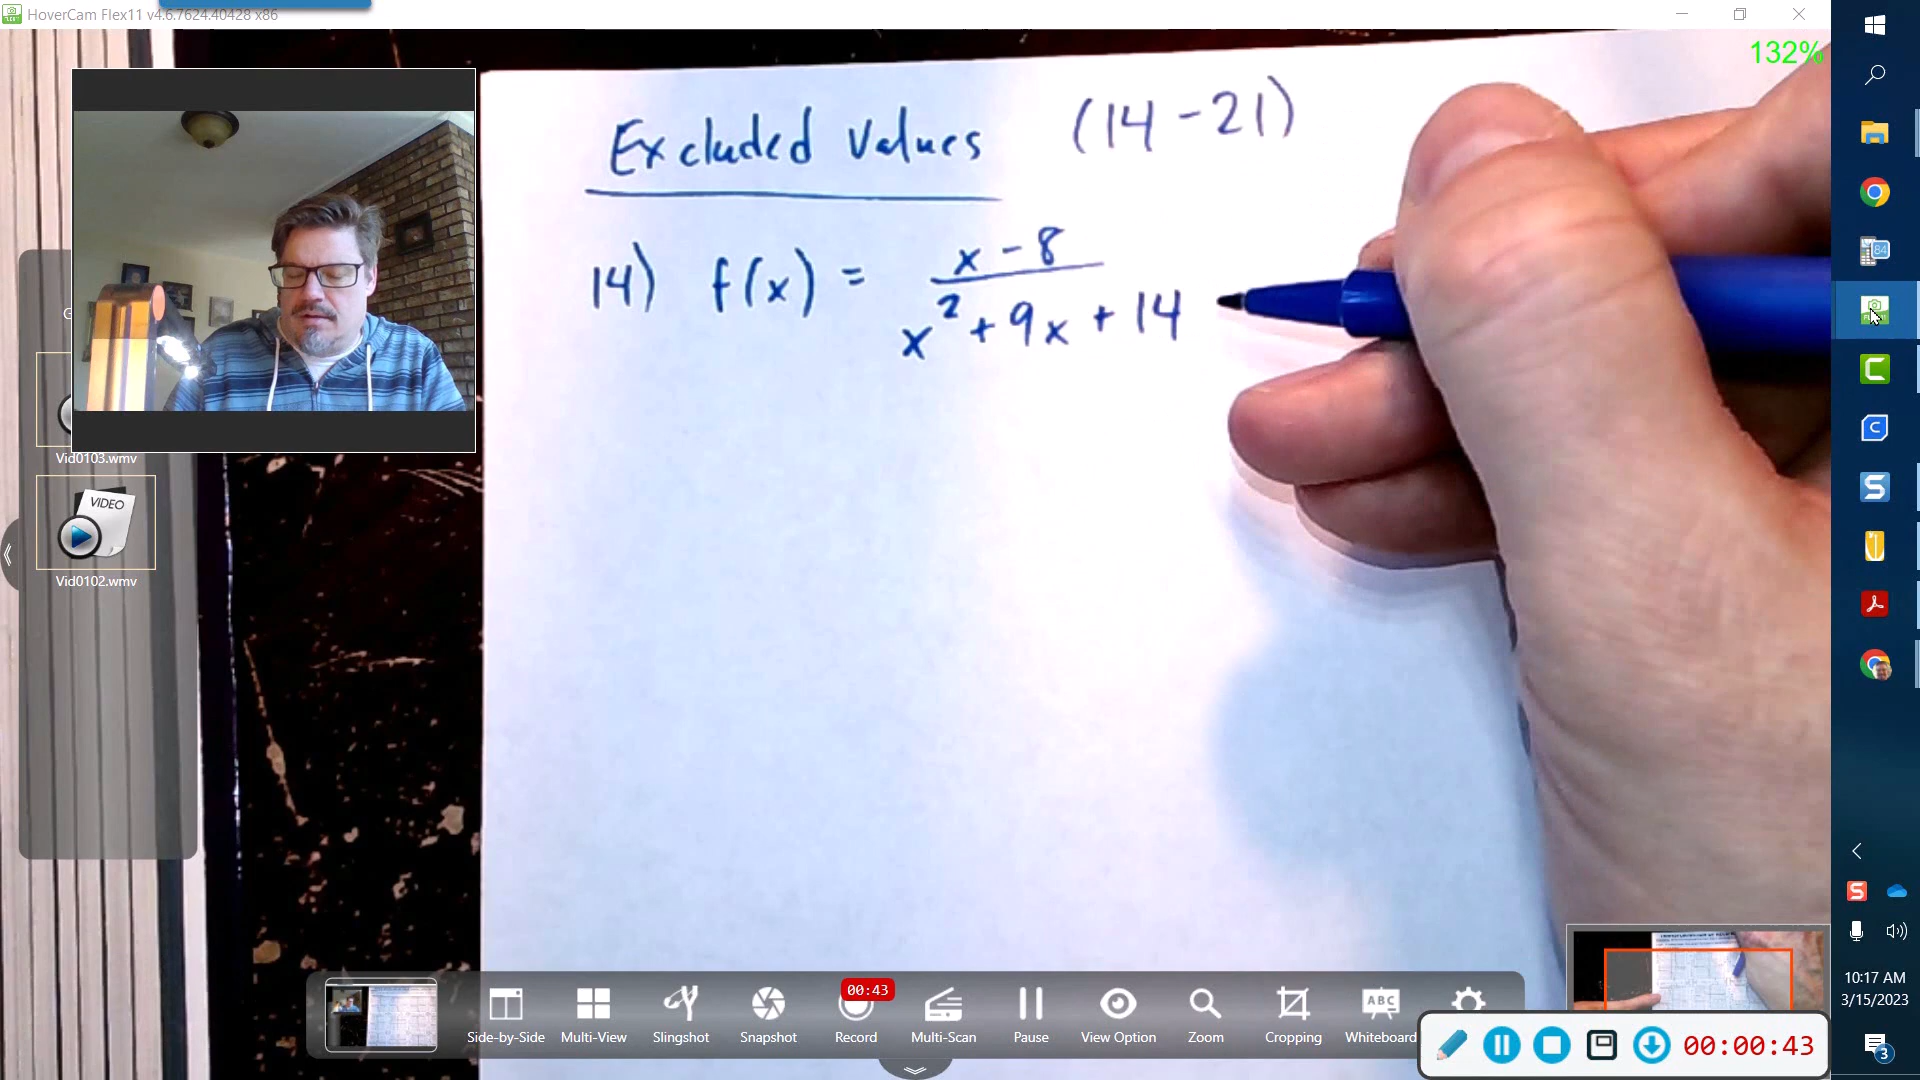 HoverCam Flex11 v4.6.7624.40428 x86
132%
Excluded Values (14-21)
14) f(x) = x - 8
x² + 9x + 14
G
Vid0103.wmv
VIDEO
Vid0102.wmv
84
00:43
Side-by-Side
Multi-View
Slingshot
Snapshot
Record
Multi-Scan
Pause
View Option
Zoom
Cropping
ABC
Whiteboard
00:00:43
10:17 AM
3/15/2023
3